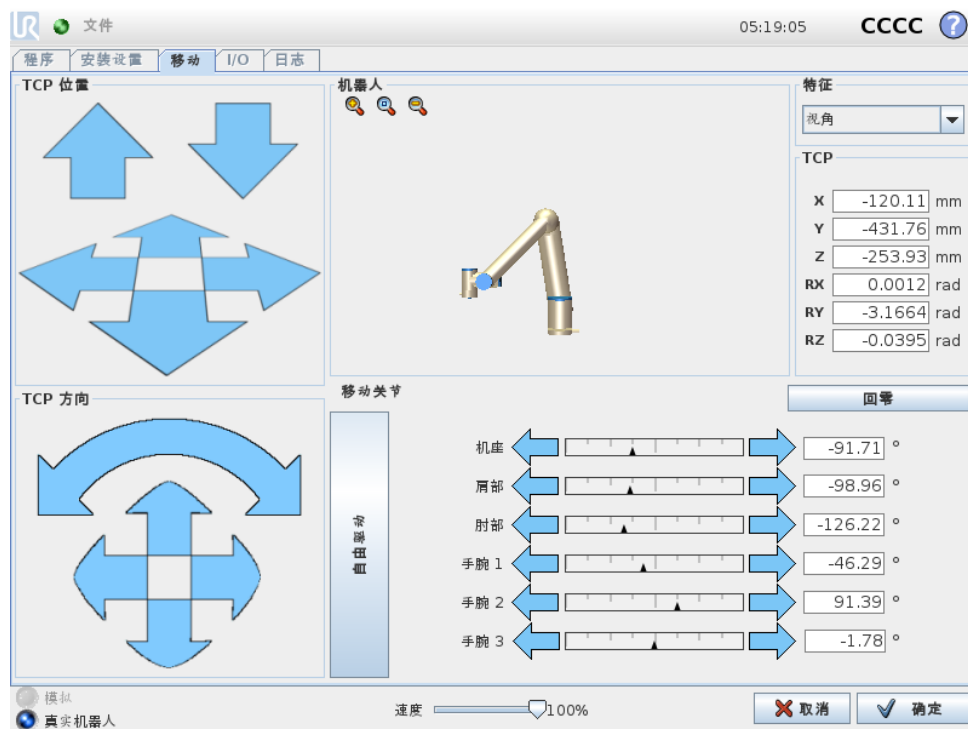 UR 文件 05:19:05 CCCC ?
程序 安装设置 移动 I/O 日志
TCP 位置
机器人
特征
视角
TCP
X -120.11 mm
Y -431.76 mm
Z -253.93 mm
RX 0.0012 rad
RY -3.1664 rad
RZ -0.0395 rad
TCP 方向
移动关节
回零
自由驱动
机座 -91.71 °
肩部 -98.96 °
肘部 -126.22 °
手腕 1 -46.29 °
手腕 2 91.39 °
手腕 3 -1.78 °
模拟
真实机器人
速度 100%
取消
确定